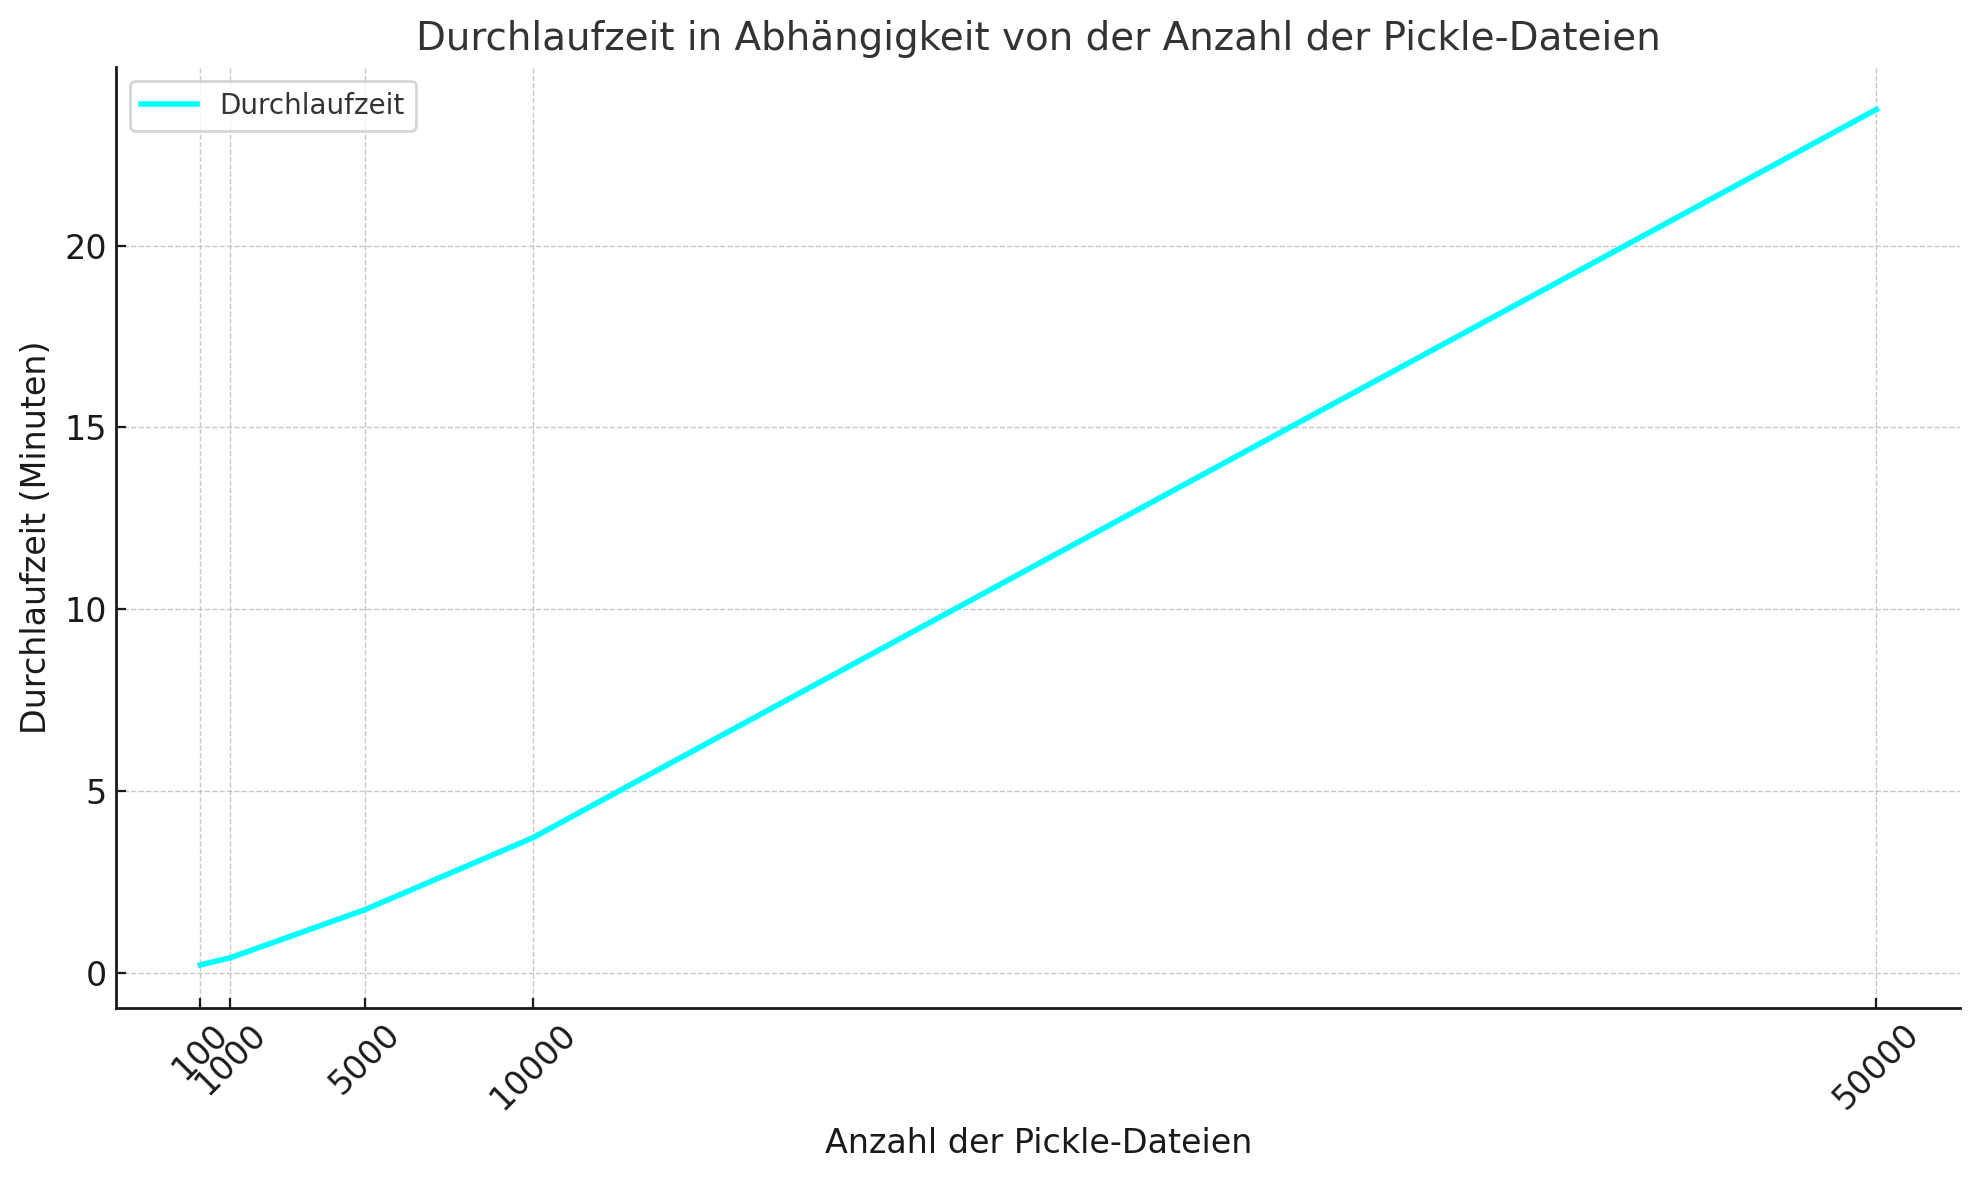 Durchlaufzeit in Abhängigkeit von der Anzahl der Pickle-Dateien
Durchlaufzeit
Durchlaufzeit (Minuten)
20
15
10
5
0
100
1000
5000
10000
50000
Anzahl der Pickle-Dateien